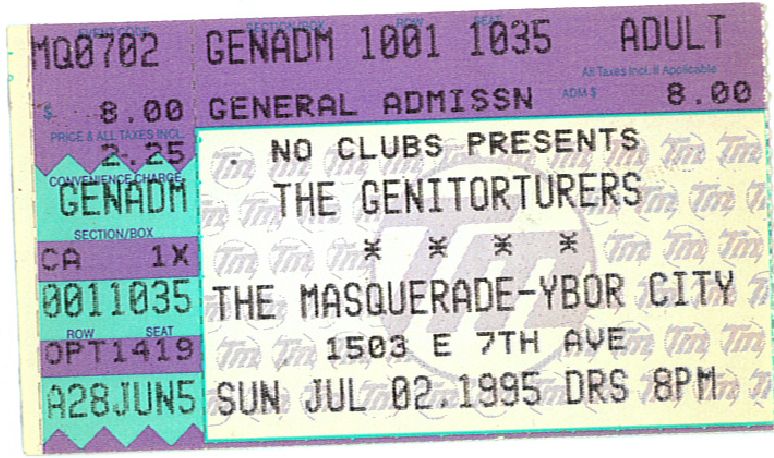 EVENT CODE SECTION/BOX ROW SEAT
MQ0702 GENADM 1001 1035 ADULT
All Taxes Incl. If Applicable
$ 8.00 GENERAL ADMISSN ADM $ 8.00
PRICE & ALL TAXES INCL.
2.25
CONVENIENCE CHARGE
GENADM
SECTION/BOX
CA 1X
0011035
ROW SEAT
OPT1419
A28JUN5
. NO CLUBS PRESENTS
THE GENITORTURERS
* * * *
THE MASQUERADE-YBOR CITY
1503 E 7TH AVE
SUN JUL 02.1995 DRS 8PM
Tm